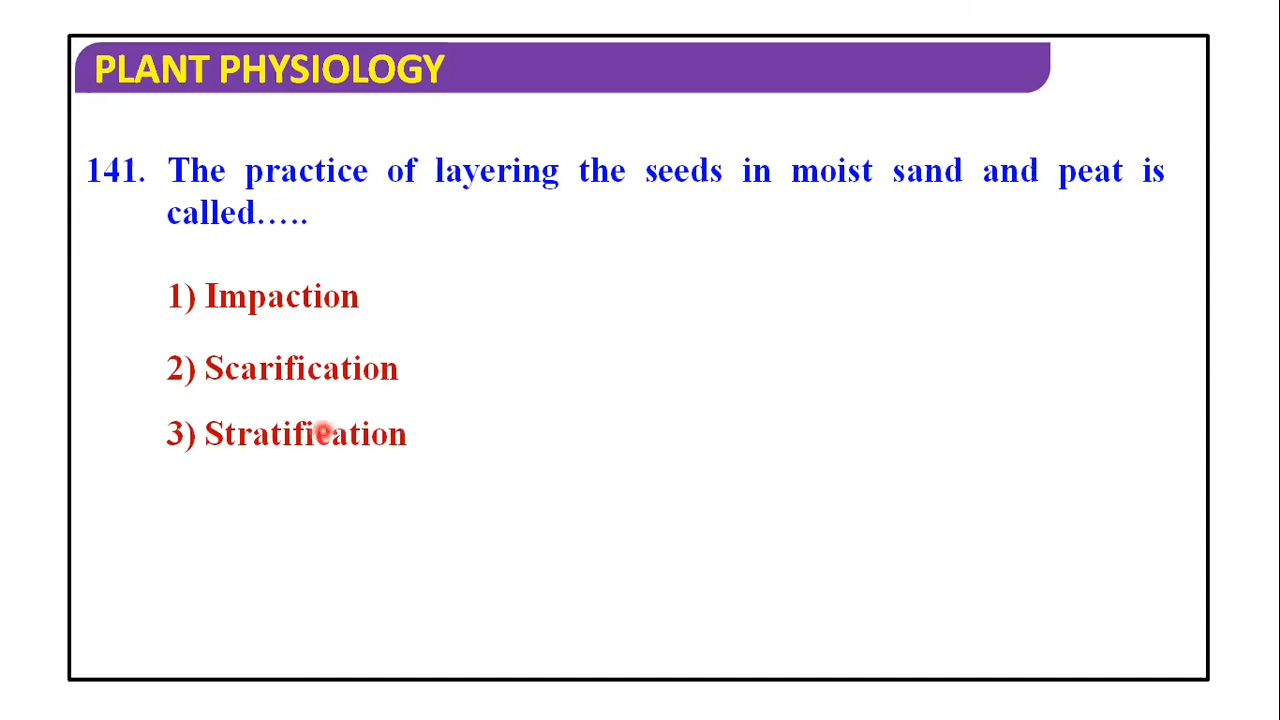 PLANT PHYSIOLOGY
141. The practice of layering the seeds in moist sand and peat is
called…..
1) Impaction
2) Scarification
3) Stratification